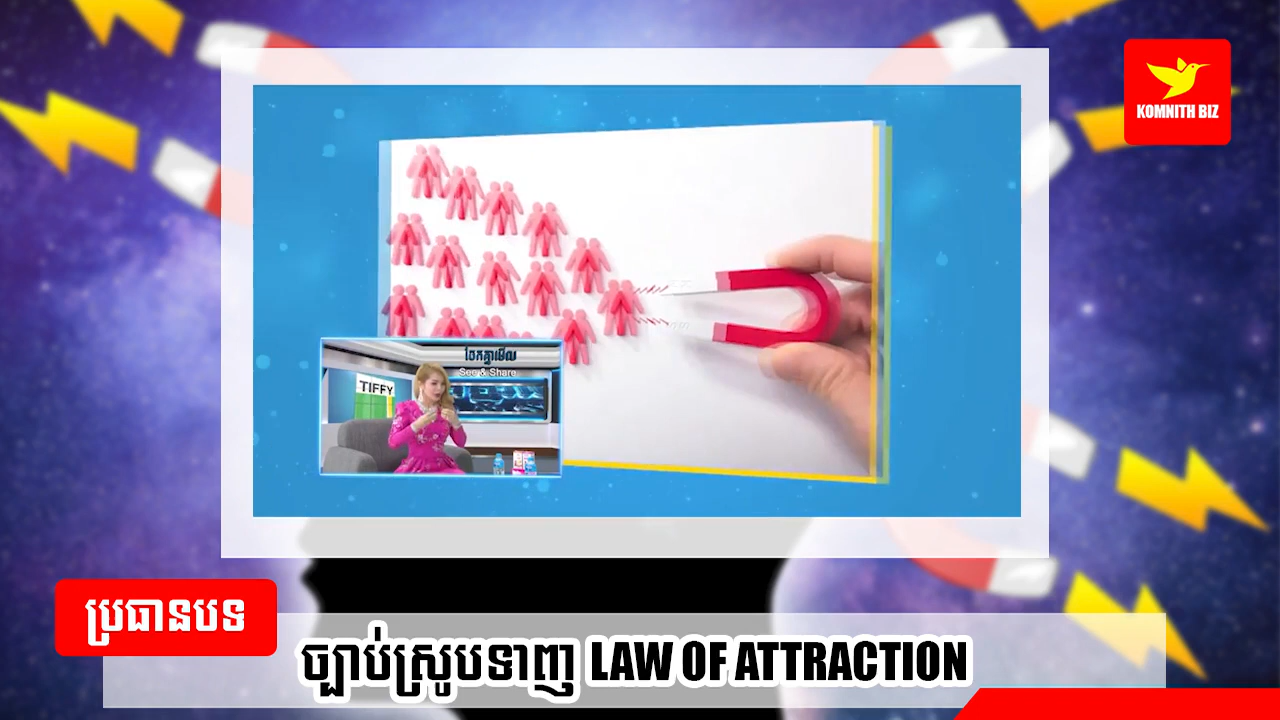 KOMNITH BIZ
ចែកគ្នាមើល
See & Share
TIFFY
ប្រធានបទ
ច្បាប់ស្រូបទាញ LAW OF ATTRACTION